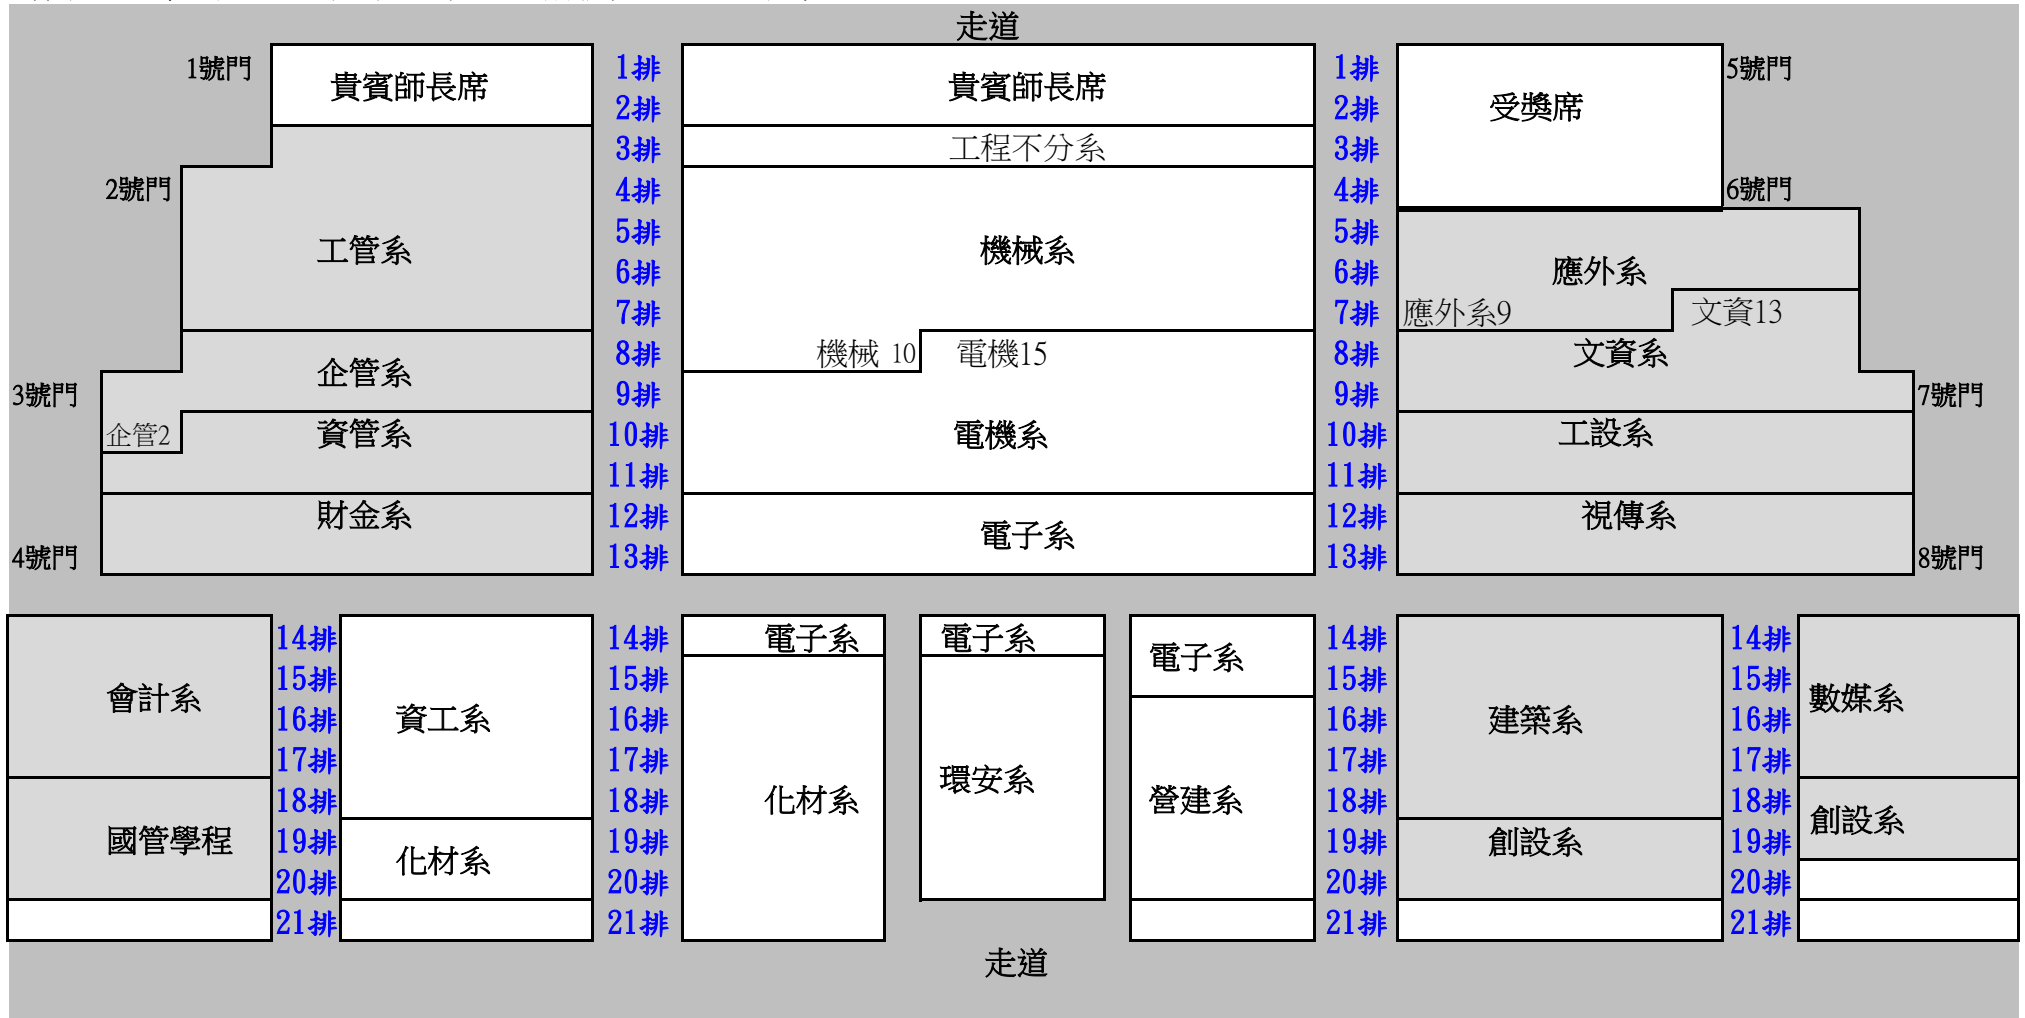 走道
1號門 貴賓師長席 1排 貴賓師長席 1排 受獎席 5號門
2排 2排
3排 工程不分系 3排
2號門 4排 4排 6號門
工管系 5排 機械系 5排
6排 6排 應外系
7排 7排 應外系9 文資13
8排 機械 10 電機15 8排 文資系
企管系
3號門 9排 9排 7號門
企管2 資管系 10排 電機系 10排 工設系
11排 11排
財金系 12排 電子系 12排 視傳系
4號門 13排 13排 8號門
14排 14排 電子系 電子系 電子系 14排 14排
會計系 15排 15排 15排 15排 數媒系
16排 資工系 16排 16排 建築系 16排
17排 17排 環安系 17排 17排
18排 18排 化材系 營建系 18排 18排 創設系
國管學程 19排 化材系 19排 19排 創設系 19排
20排 20排 20排 20排
21排 21排 21排 21排
走道